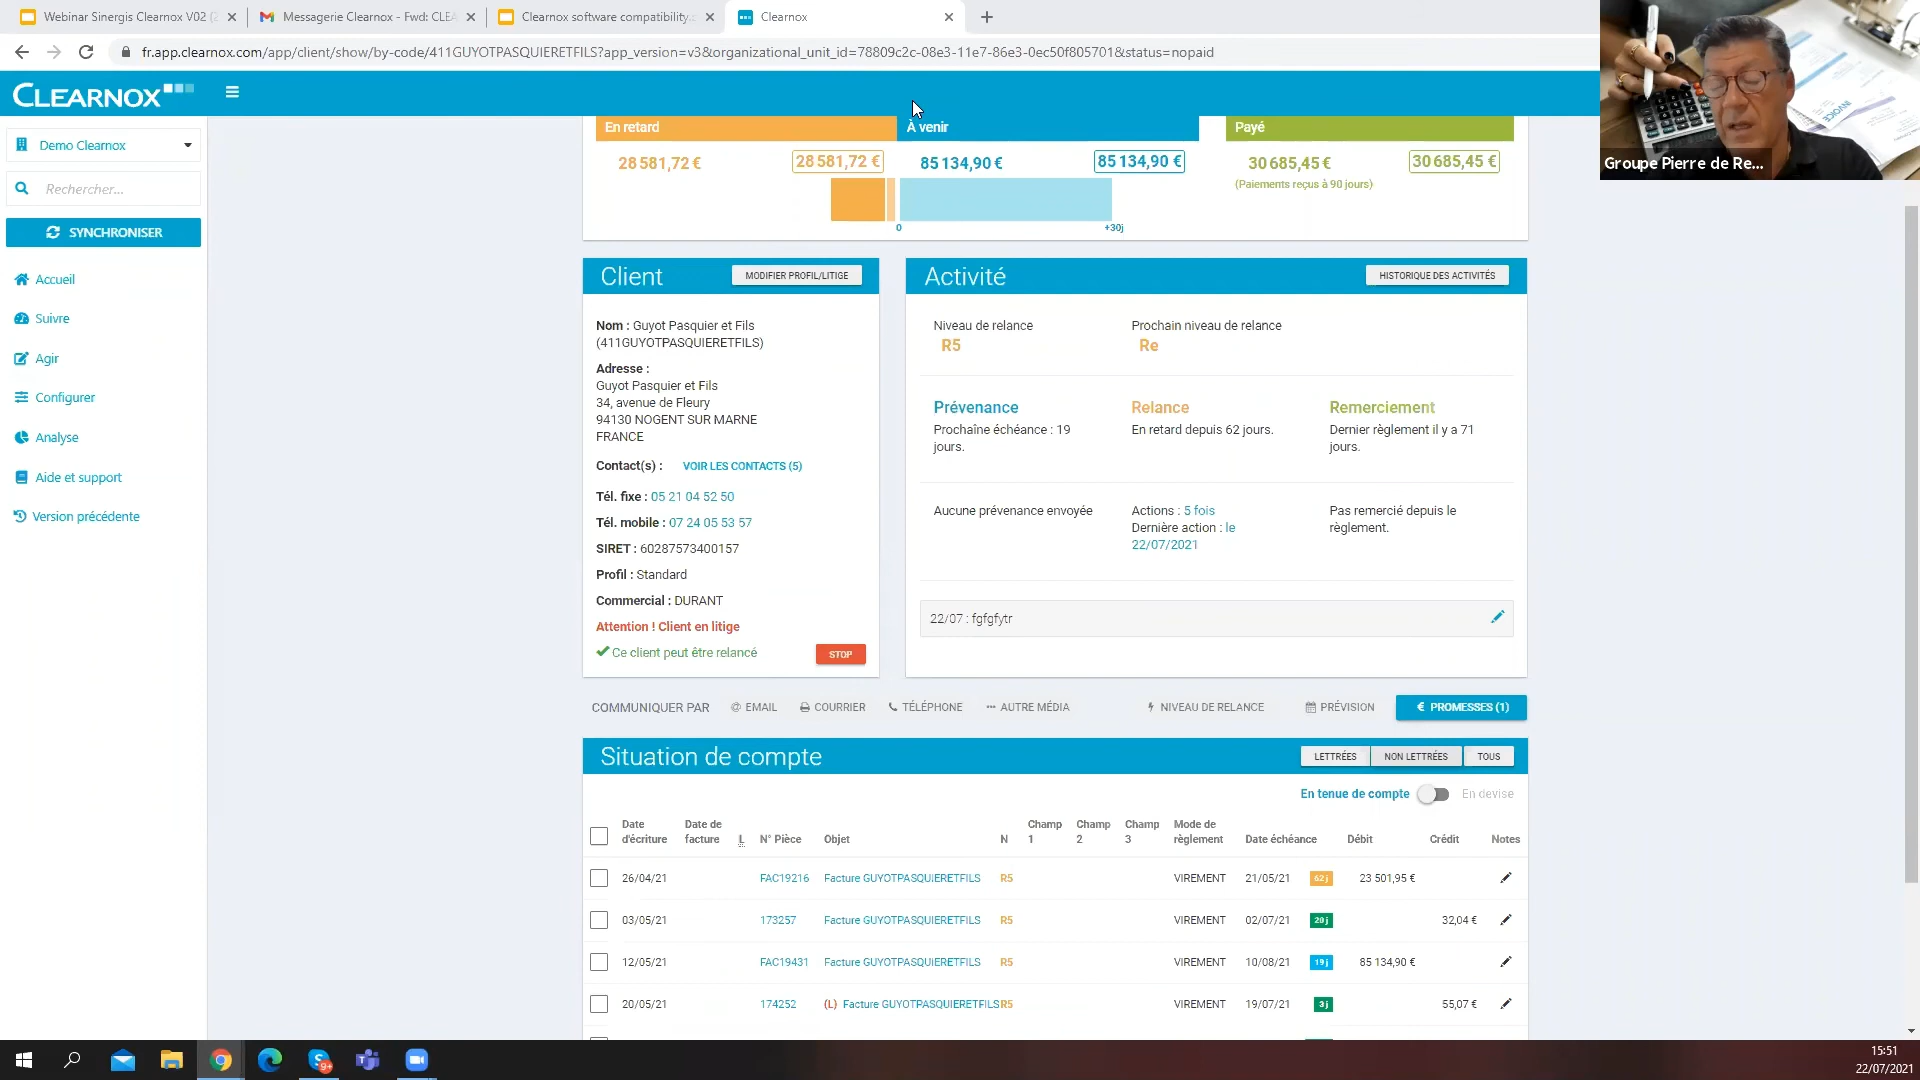 Webinar Sinergis Clearnox V02 (2
Messagerie Clearnox - Fwd: CLEA
Clearnox software compatibility.
Clearnox
fr.app.clearnox.com/app/client/show/by-code/411GUYOTPASQUIERETFILS?app_version=v3&organizational_unit_id=78809c2c-08e3-11e7-86e3-0ec50f805701&status=nopaid
CLEARNOX
Demo Clearnox
Rechercher...
SYNCHRONISER
Accueil
Suivre
Agir
Configurer
Analyse
Aide et support
Version précédente
En retard
28 581,72 €
28 581,72 €
À venir
85 134,90 €
85 134,90 €
0
+30j
Payé
30 685,45 €
30 685,45 €
(Paiements reçus à 90 jours)
INVOICE
Groupe Pierre de Re...
Client
MODIFIER PROFIL/LITIGE
Nom : Guyot Pasquier et Fils
(411GUYOTPASQUIERETFILS)
Adresse :
Guyot Pasquier et Fils
34, avenue de Fleury
94130 NOGENT SUR MARNE
FRANCE
Contact(s) : VOIR LES CONTACTS (5)
Tél. fixe : 05 21 04 52 50
Tél. mobile : 07 24 05 53 57
SIRET : 60287573400157
Profil : Standard
Commercial : DURANT
Attention ! Client en litige
Ce client peut être relancé
STOP
Activité
HISTORIQUE DES ACTIVITÉS
Niveau de relance
R5
Prochain niveau de relance
Re
Prévenance
Prochaîne échéance : 19
jours.
Relance
En retard depuis 62 jours.
Remerciement
Dernier règlement il y a 71
jours.
Aucune prévenance envoyée
Actions : 5 fois
Dernière action : le
22/07/2021
Pas remercié depuis le
règlement.
22/07 : fgfgfytr
COMMUNIQUER PAR EMAIL COURRIER TÉLÉPHONE AUTRE MÉDIA NIVEAU DE RELANCE PRÉVISION € PROMESSES (1)
Situation de compte
LETTRÉES NON LETTRÉES TOUS
En tenue de compte En devise
Date d'écriture Date de facture L N° Pièce Objet N Champ 1 Champ 2 Champ 3 Mode de règlement Date échéance Débit Crédit Notes
26/04/21 FAC19216 Facture GUYOTPASQUIERETFILS R5 VIREMENT 21/05/21 62 j 23 501,95 €
03/05/21 173257 Facture GUYOTPASQUIERETFILS R5 VIREMENT 02/07/21 20 j 32,04 €
12/05/21 FAC19431 Facture GUYOTPASQUIERETFILS R5 VIREMENT 10/08/21 19 j 85 134,90 €
20/05/21 174252 (L) Facture GUYOTPASQUIERETFILS R5 VIREMENT 19/07/21 3 j 55,07 €
9+
15:51
22/07/2021